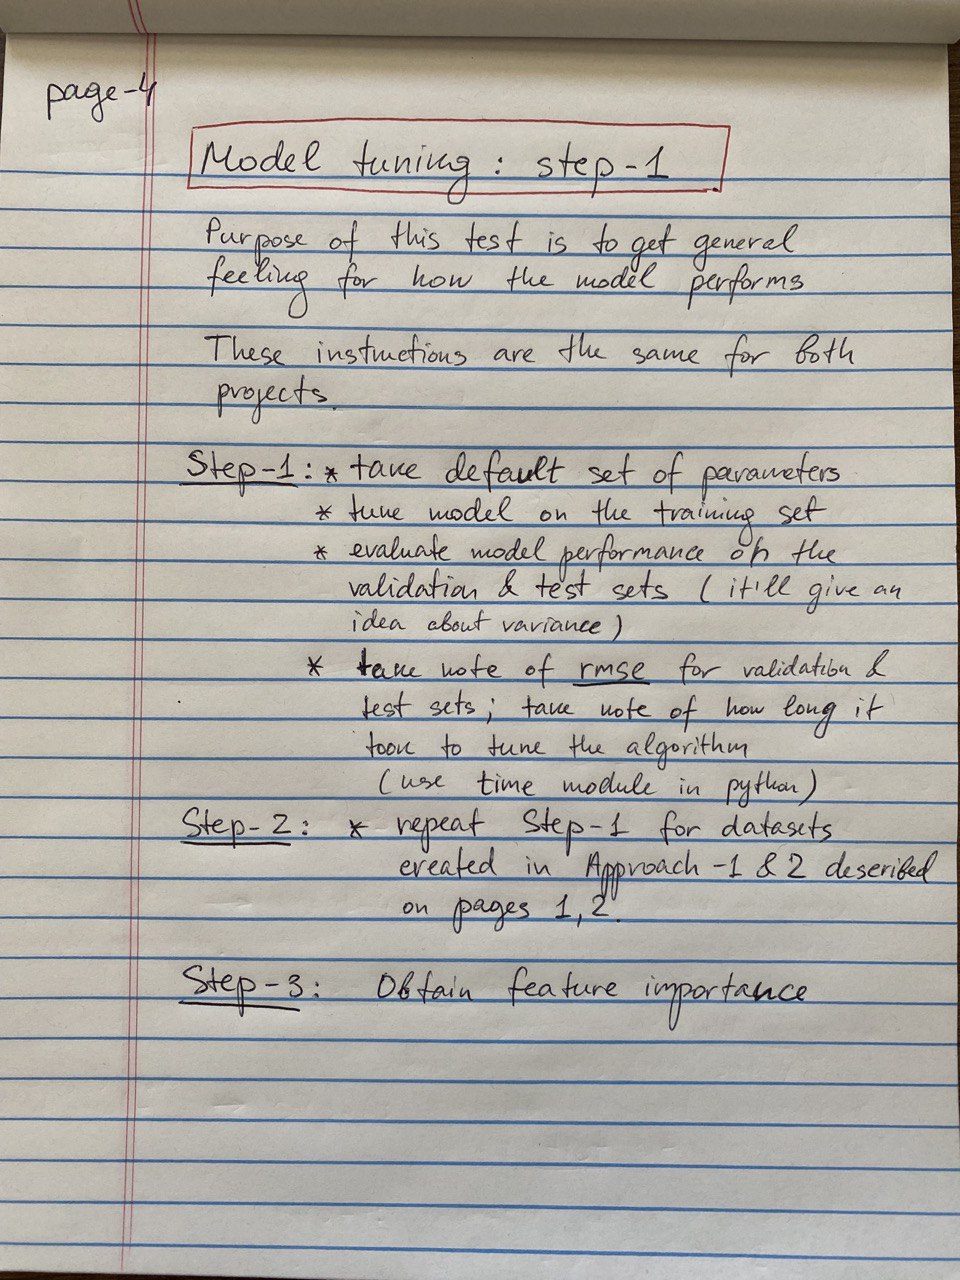 page-4
Model tuning: step-1
Purpose of this test is to get general
feeling for how the model performs
These instructions are the same for both
projects.
Step-1: * take default set of parameters
* tune model on the training set
* evaluate model performance on the
validation & test sets (it'll give an
idea about variance)
* take note of rmse for validation &
test sets; take note of how long it
took to tune the algorithm
(use time module in python)
Step-2: * repeat Step-1 for datasets
created in Approach-1 & 2 described
on pages 1,2.
Step-3: Obtain feature importance